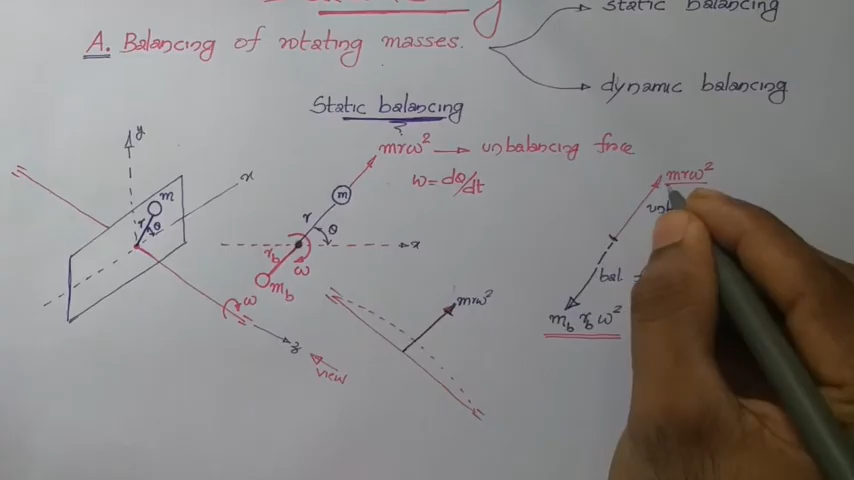 static balancing
A. Balancing of rotating masses.
dynamic balancing
Static balancing
mrω² → unbalancing force
ω = dθ/dt
y
x
m
r
θ
ω
z
view
m
r
θ
x
r_b
ω
m_b
mrω²
mrω²
bal
m_b r_b ω²